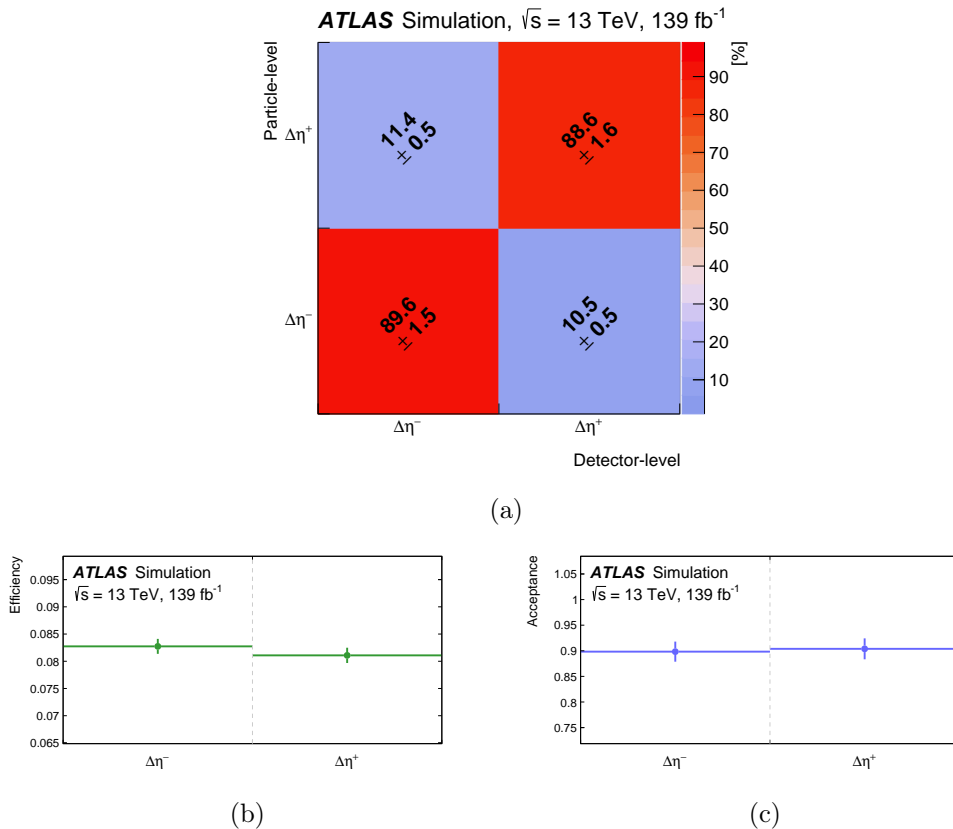 ATLAS Simulation, √s = 13 TeV, 139 fb⁻¹
Particle-level
[%]
Δη⁺
Δη⁻
11.4 ± 0.5
88.6 ± 1.6
89.6 ± 1.5
10.5 ± 0.5
90
80
70
60
50
40
30
20
10
Δη⁻ Δη⁺
Detector-level
(a)
Efficiency
ATLAS Simulation
√s = 13 TeV, 139 fb⁻¹
0.095
0.09
0.085
0.08
0.075
0.07
0.065
Δη⁻ Δη⁺
(b)
Acceptance
ATLAS Simulation
√s = 13 TeV, 139 fb⁻¹
1.05
1
0.95
0.9
0.85
0.8
0.75
Δη⁻ Δη⁺
(c)